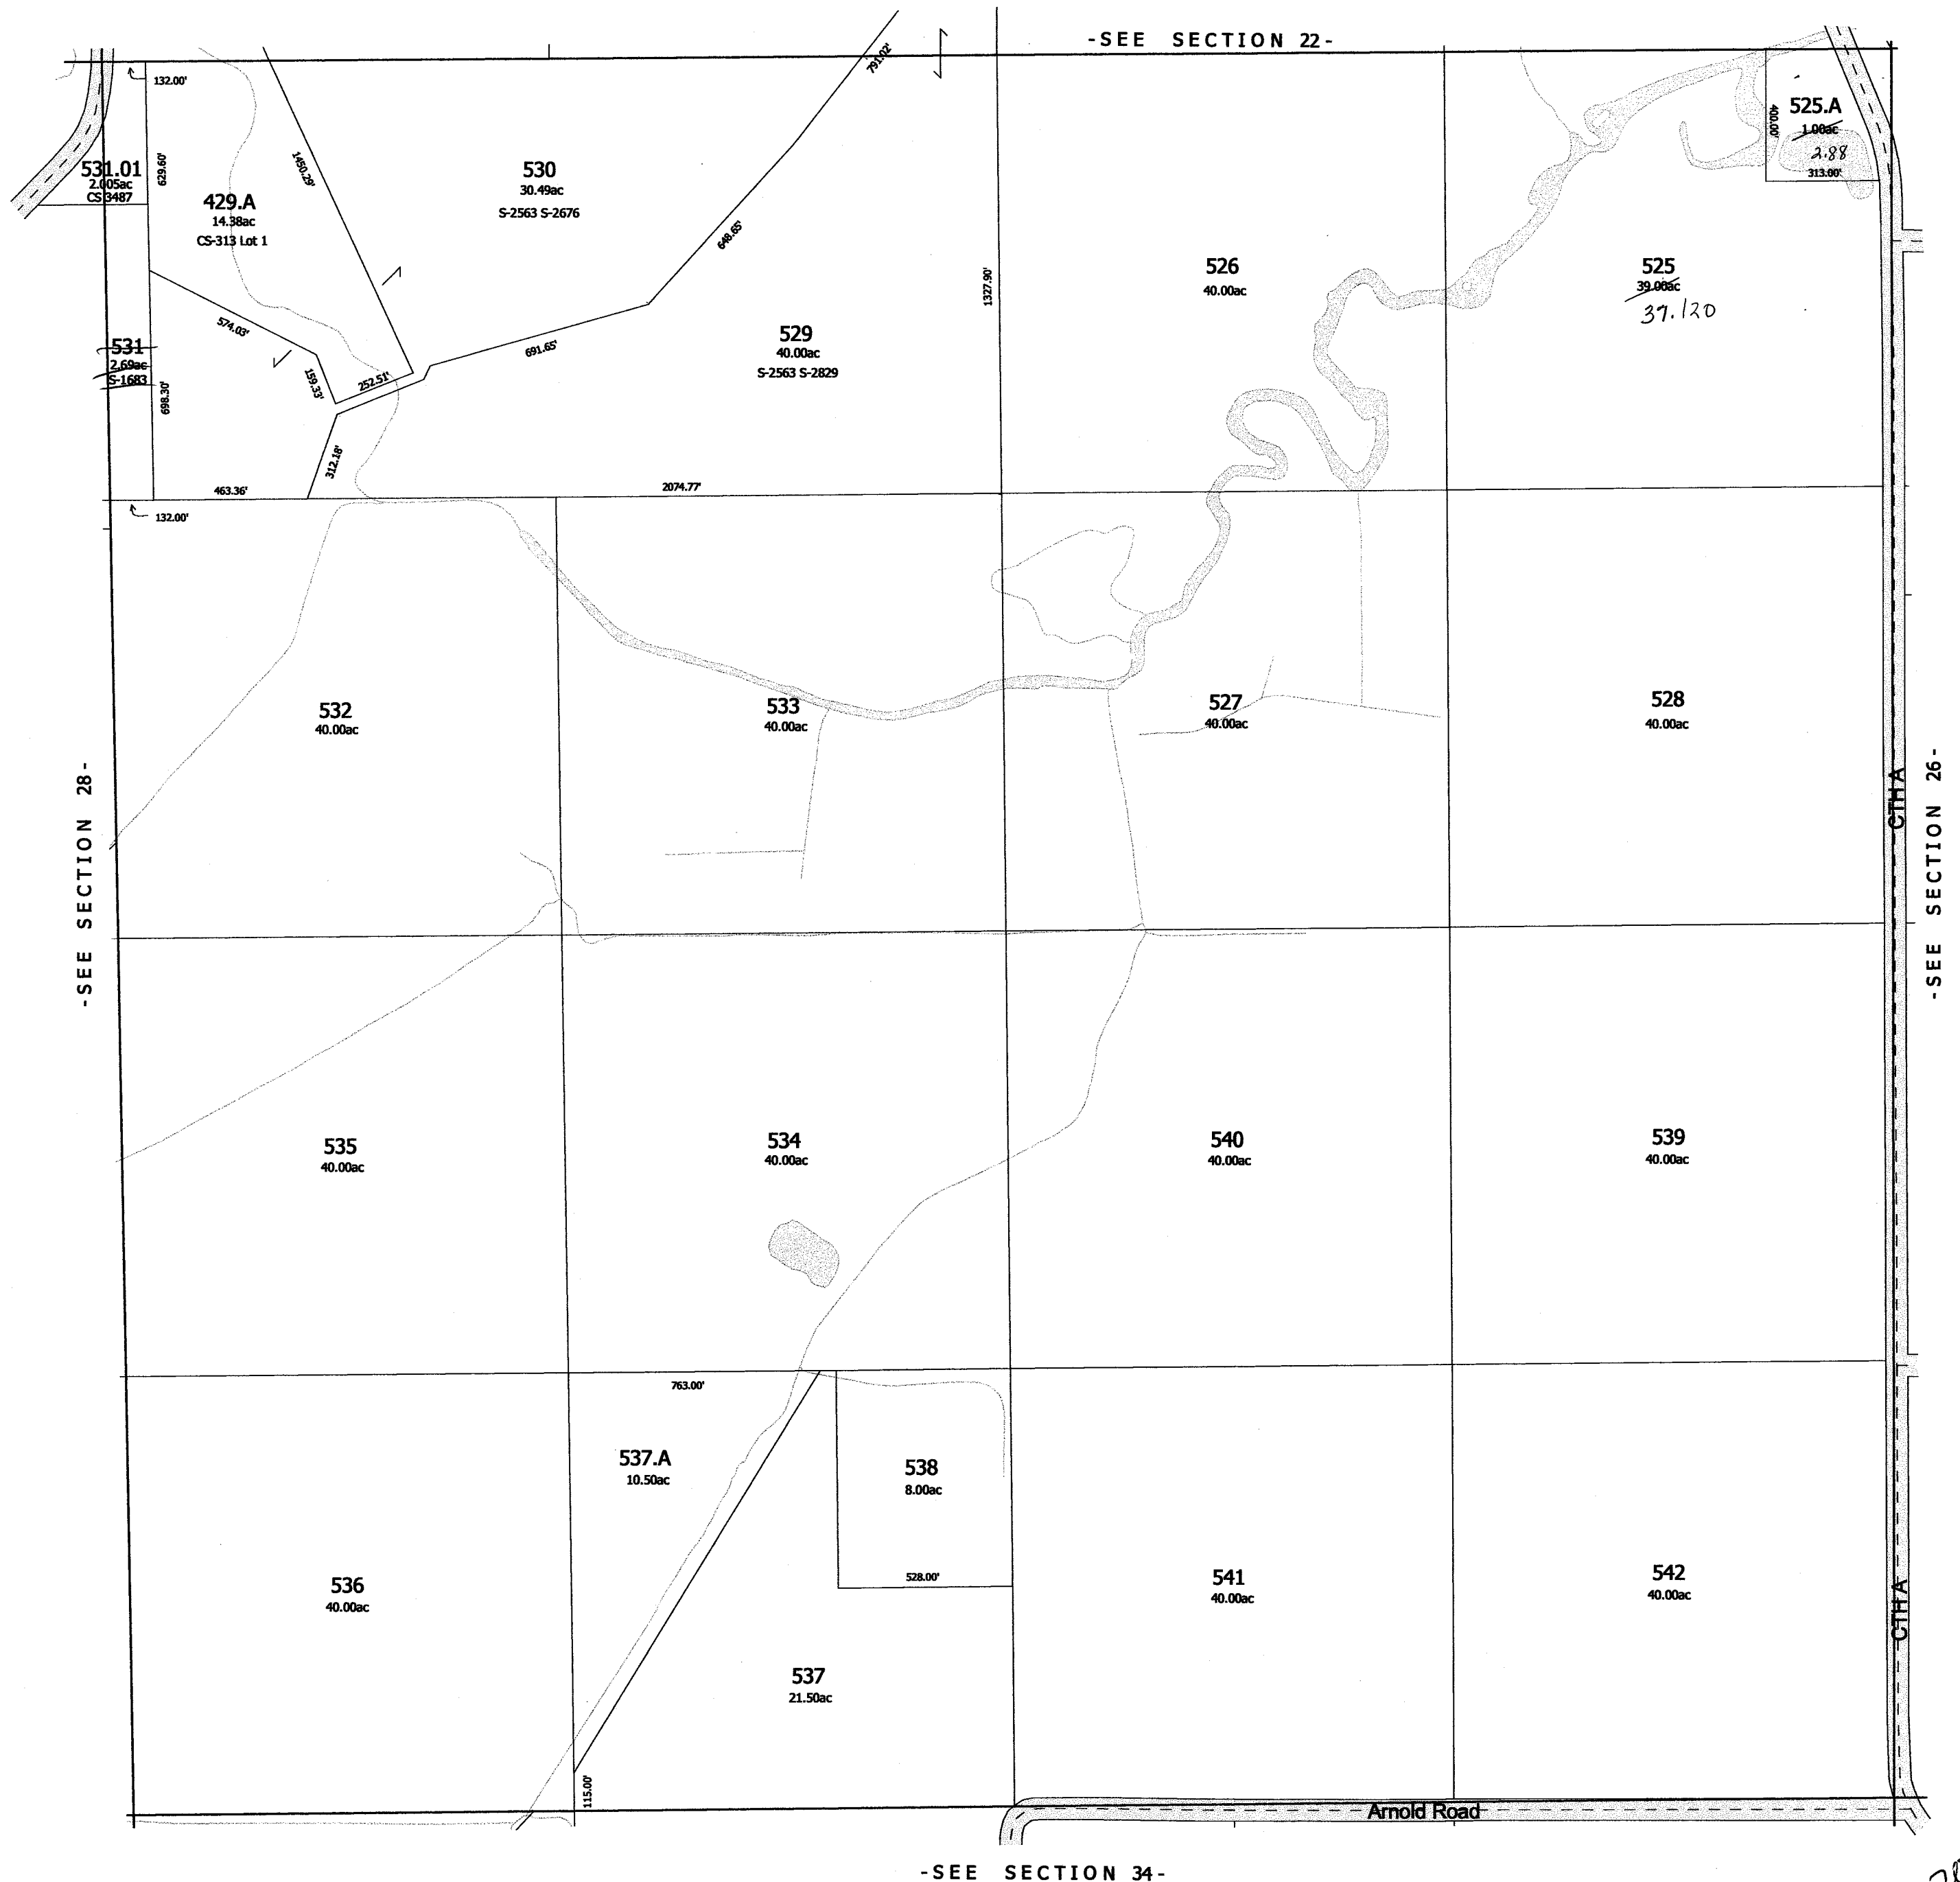 -SEE SECTION 22-
132.00'
791.02'
531.01
2.005ac
CS 3487
629.60'
429.A
14.38ac
CS-313 Lot 1
1450.29'
530
30.49ac
S-2563 S-2676
648.65'
1327.90'
526
40.00ac
525
39.00ac
37.120
400.00'
525.A
1.00ac
2.88
313.00'
574.03'
531
2.69ac
S-1683
698.30'
159.33'
252.51'
691.65'
529
40.00ac
S-2563 S-2829
312.18'
463.36'
2074.77'
132.00'
532
40.00ac
533
40.00ac
527
40.00ac
528
40.00ac
-SEE SECTION 28-
CTH A
-SEE SECTION 26-
535
40.00ac
534
40.00ac
540
40.00ac
539
40.00ac
763.00'
537.A
10.50ac
538
8.00ac
528.00'
536
40.00ac
541
40.00ac
542
40.00ac
CTH A
537
21.50ac
115.00'
Arnold Road
-SEE SECTION 34-